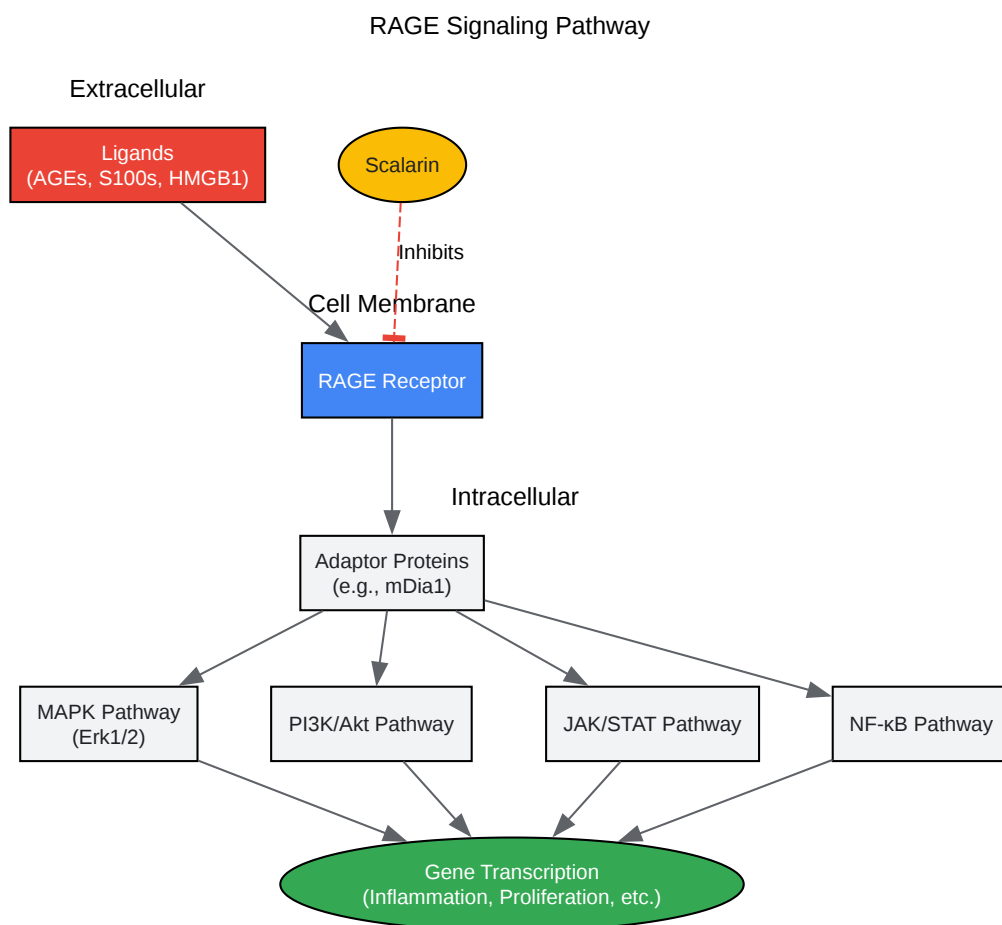 RAGE Signaling Pathway
Extracellular
Ligands
(AGEs, S100s, HMGB1)
Scalarin
Inhibits
Cell Membrane
RAGE Receptor
Intracellular
Adaptor Proteins
(e.g., mDia1)
MAPK Pathway
(Erk1/2)
PI3K/Akt Pathway
JAK/STAT Pathway
NF-κB Pathway
Gene Transcription
(Inflammation, Proliferation, etc.)